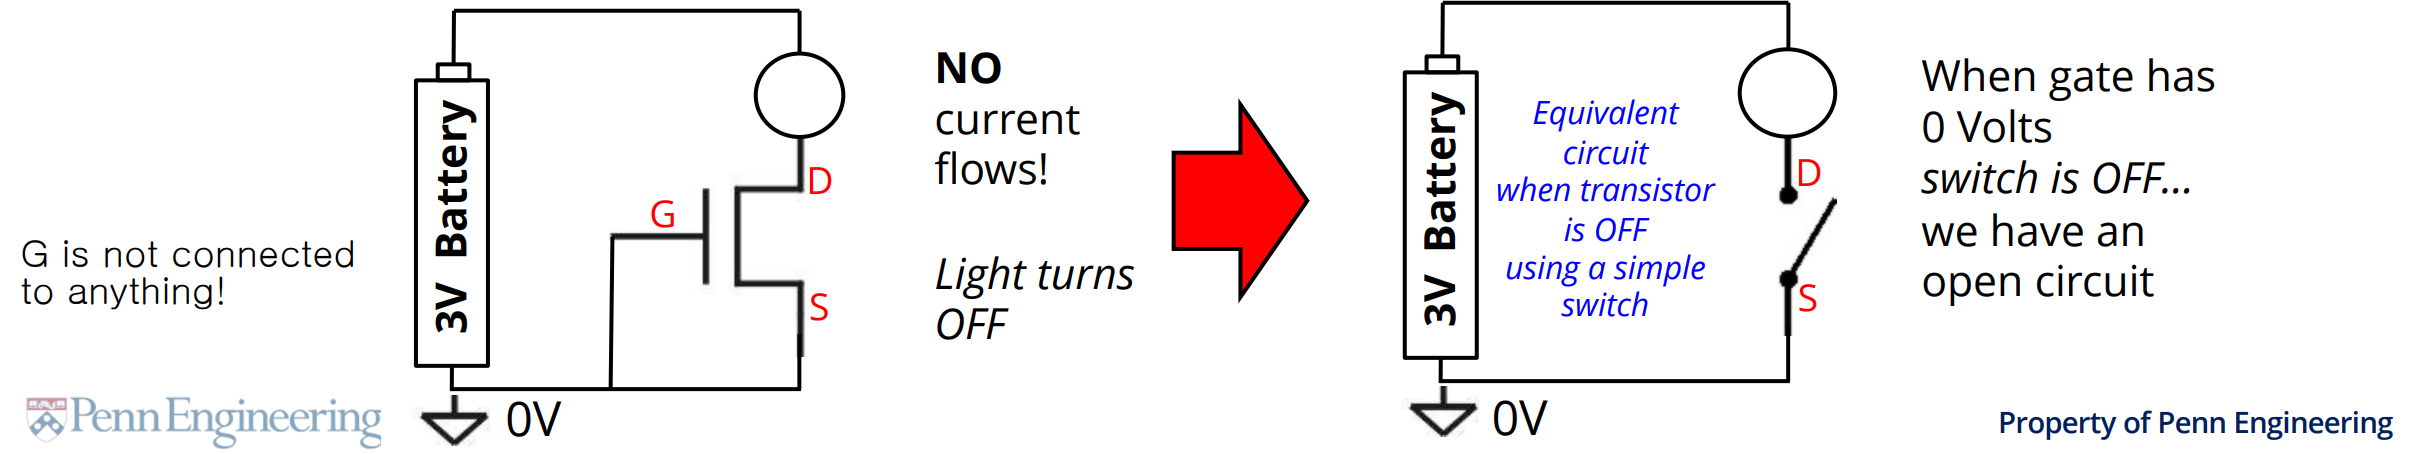 G is not connected
to anything!
Penn Engineering
3V Battery
0V
G
D
S
NO
current
flows!
Light turns
OFF
3V Battery
0V
Equivalent
circuit
when transistor
is OFF
using a simple
switch
D
S
When gate has
0 Volts
switch is OFF...
we have an
open circuit
Property of Penn Engineering